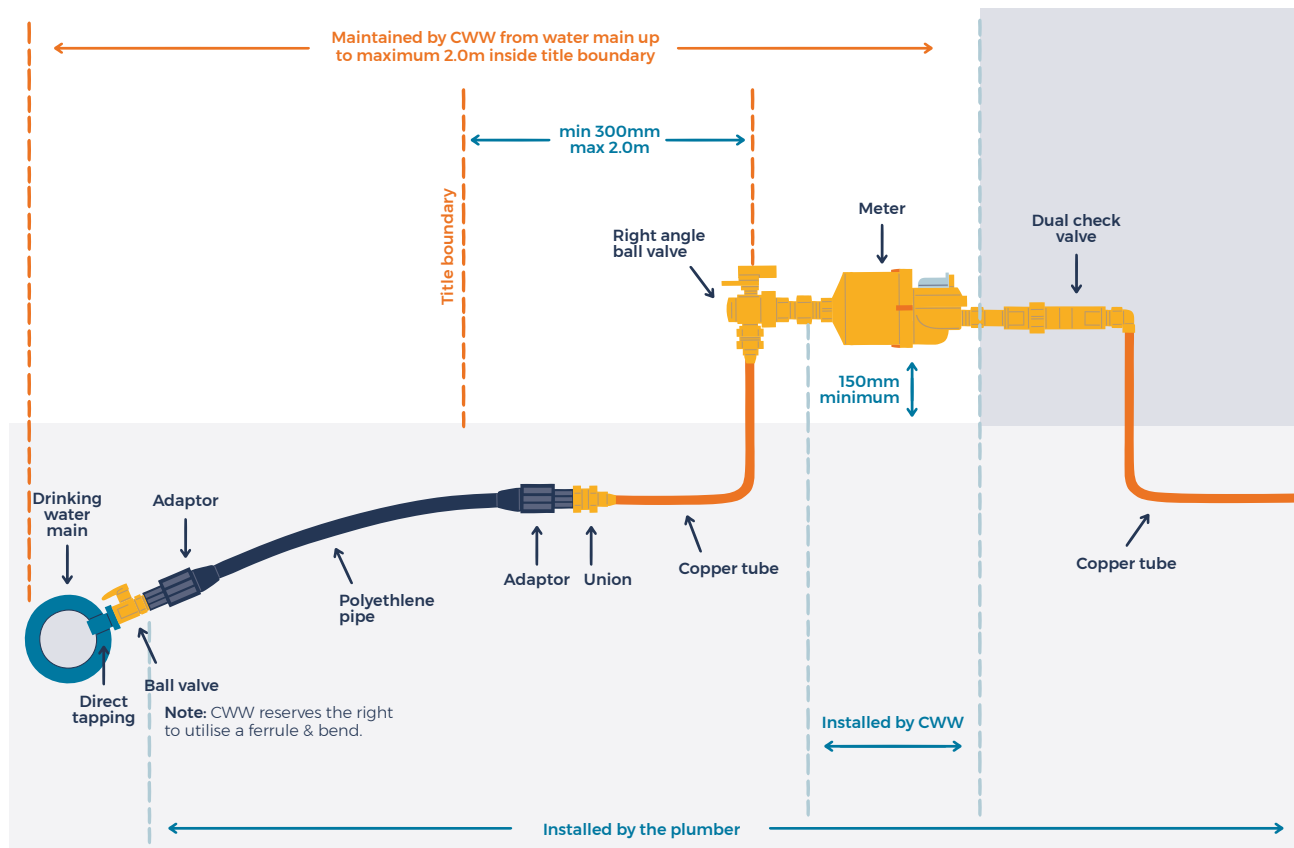 Maintained by CWW from water main up
to maximum 2.0m inside title boundary
min 300mm
max 2.0m
Title boundary
Meter
Dual check
valve
Right angle
ball valve
150mm
minimum
Drinking
water
main
Adaptor
Adaptor
Union
Copper tube
Copper tube
Polyethlene
pipe
Ball valve
Direct
tapping
Note: CWW reserves the right
to utilise a ferrule & bend.
Installed by CWW
Installed by the plumber